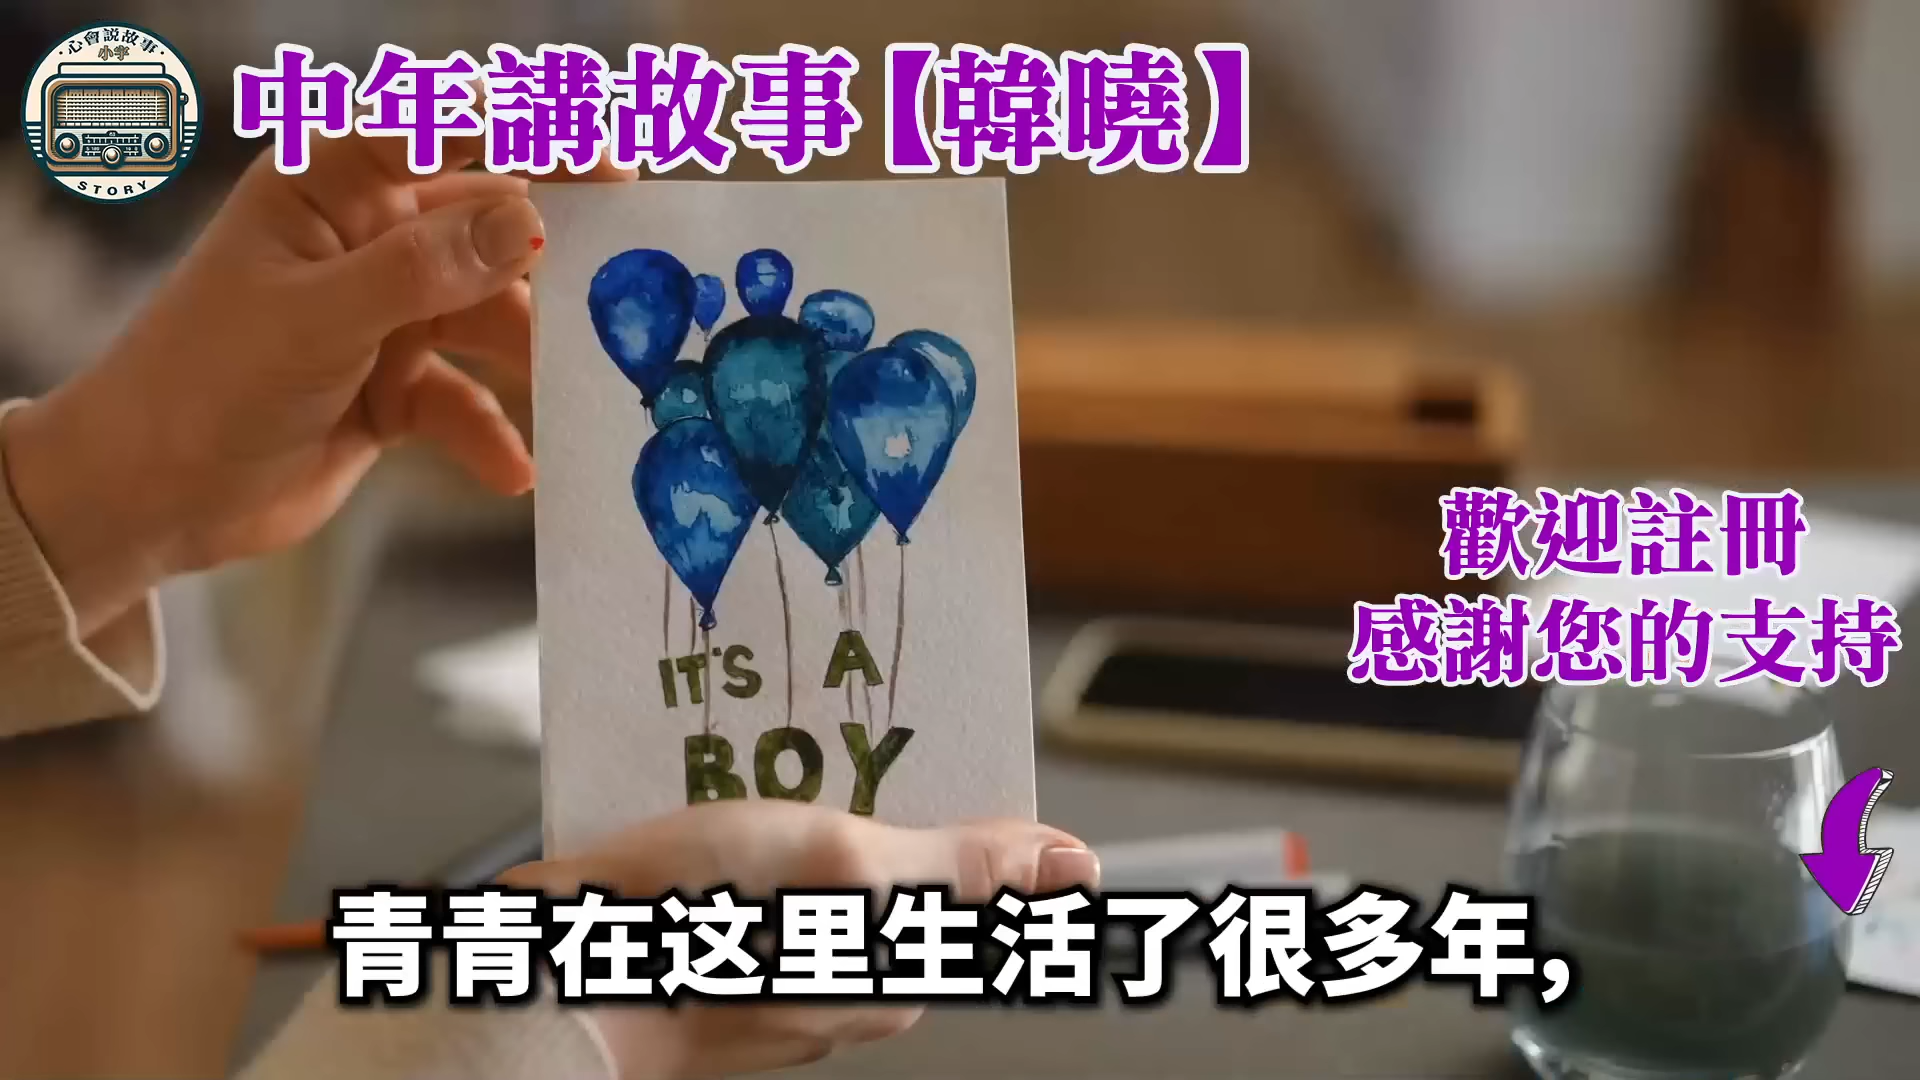 心會説故事
小宇
STORY
中年講故事【韓曉】
IT'S A
BOY
歡迎註冊
感謝您的支持
青青在这里生活了很多年,